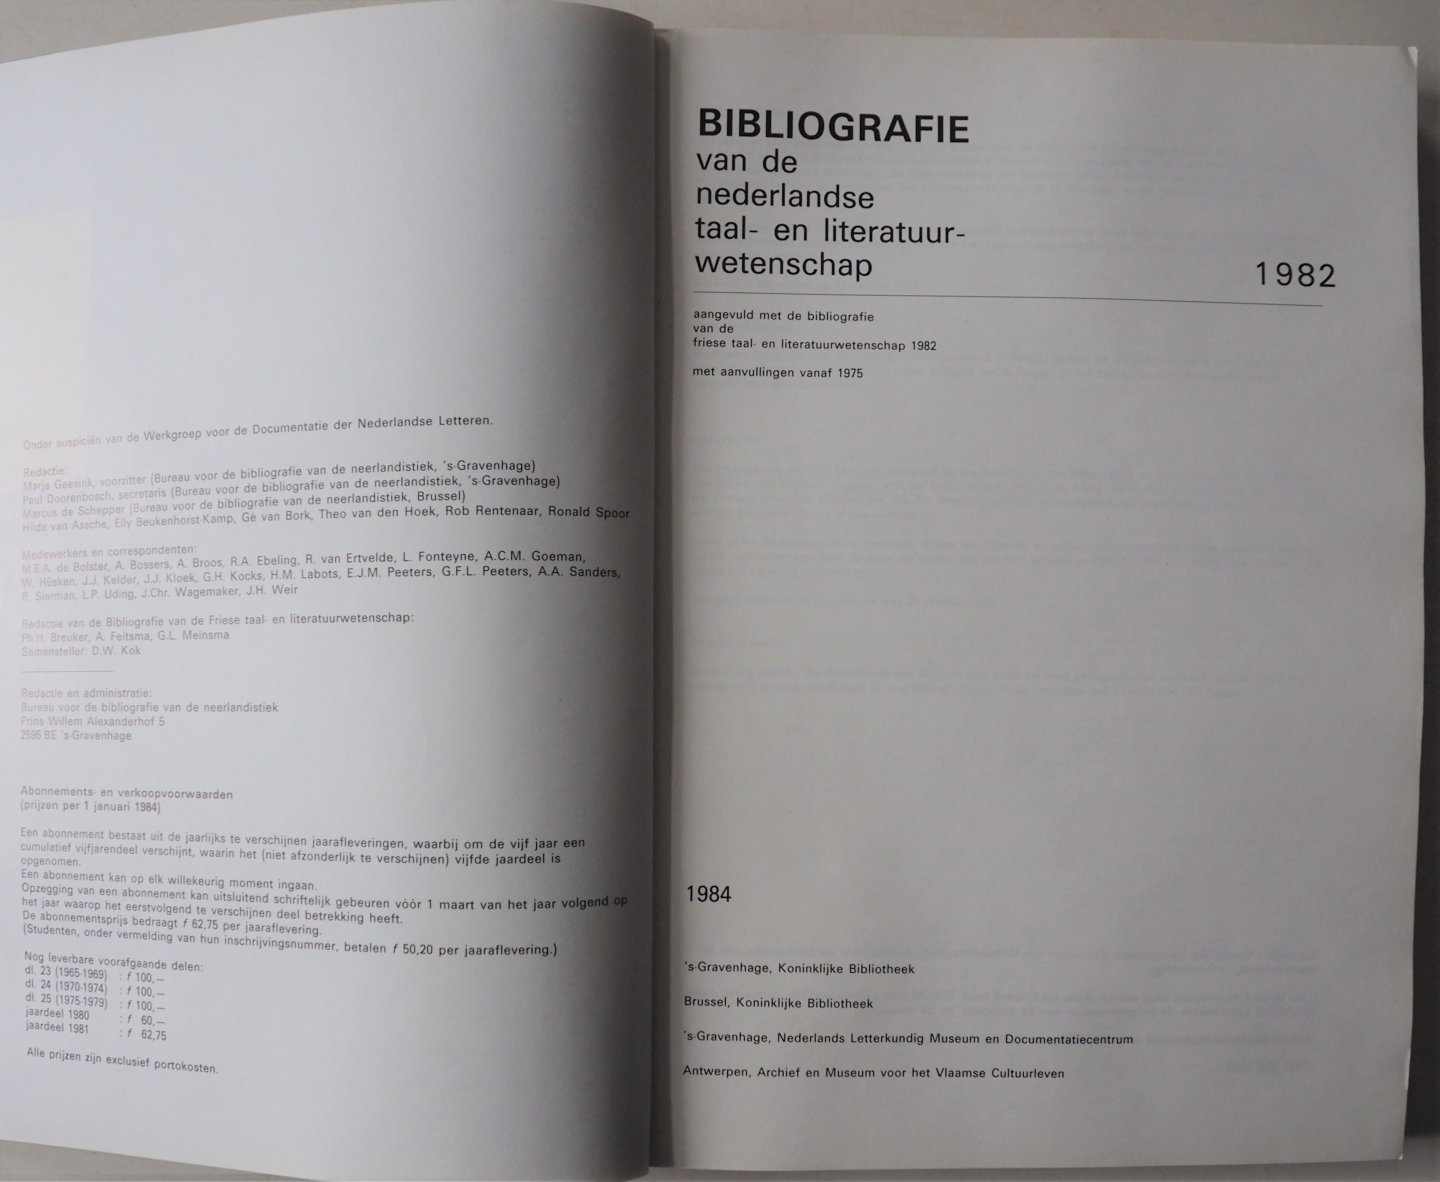 Onder auspiciën van de Werkgroep voor de Documentatie der Nederlandse Letteren.
Redactie:
Marja Geesink, voorzitter (Bureau voor de bibliografie van de neerlandistiek, 's-Gravenhage)
Paul Doorenbosch, secretaris (Bureau voor de bibliografie van de neerlandistiek, 's-Gravenhage)
Marcus de Schepper (Bureau voor de bibliografie van de neerlandistiek, Brussel)
Hilda van Assche, Elly Beukenhorst-Kamp, Gé van Bork, Theo van den Hoek, Rob Rentenaar, Ronald Spoor
Medewerkers en correspondenten:
M.E.A. de Bolster, A. Bossers, A. Broos, R.A. Ebeling, R. van Ertvelde, L. Fonteyne, A.C.M. Goeman,
W. Hüsken, J.J. Kelder, J.J. Kloek, G.H. Kocks, H.M. Labots, E.J.M. Peeters, G.F.L. Peeters, A.A. Sanders,
B. Sierman, L.P. Uding, J.Chr. Wagemaker, J.H. Weir
Redactie van de Bibliografie van de Friese taal- en literatuurwetenschap:
Ph.H. Breuker, A. Feitsma, G.L. Meinsma
Samensteller: D.W. Kok
Redactie en administratie:
Bureau voor de bibliografie van de neerlandistiek
Prins Willem Alexanderhof 5
2595 BE 's-Gravenhage
Abonnements- en verkoopvoorwaarden
(prijzen per 1 januari 1984)
Een abonnement bestaat uit de jaarlijks te verschijnen jaarafleveringen, waarbij om de vijf jaar een
cumulatief vijfjarendeel verschijnt, waarin het (niet afzonderlijk te verschijnen) vijfde jaardeel is
opgenomen.
Een abonnement kan op elk willekeurig moment ingaan.
Opzegging van een abonnement kan uitsluitend schriftelijk gebeuren vóór 1 maart van het jaar volgend op
het jaar waarop het eerstvolgend te verschijnen deel betrekking heeft.
De abonnementsprijs bedraagt f 62,75 per jaaraflevering.
(Studenten, onder vermelding van hun inschrijvingsnummer, betalen f 50,20 per jaaraflevering.)
Nog leverbare voorafgaande delen:
dl. 23 (1965-1969) : f 100,—
dl. 24 (1970-1974) : f 100,—
dl. 25 (1975-1979) : f 100,—
jaardeel 1980 : f 60,—
jaardeel 1981 : f 62,75
Alle prijzen zijn exclusief portokosten.
BIBLIOGRAFIE
van de
nederlandse
taal- en literatuur-
wetenschap 1982
aangevuld met de bibliografie
van de
friese taal- en literatuurwetenschap 1982
met aanvullingen vanaf 1975
1984
's-Gravenhage, Koninklijke Bibliotheek
Brussel, Koninklijke Bibliotheek
's-Gravenhage, Nederlands Letterkundig Museum en Documentatiecentrum
Antwerpen, Archief en Museum voor het Vlaamse Cultuurleven